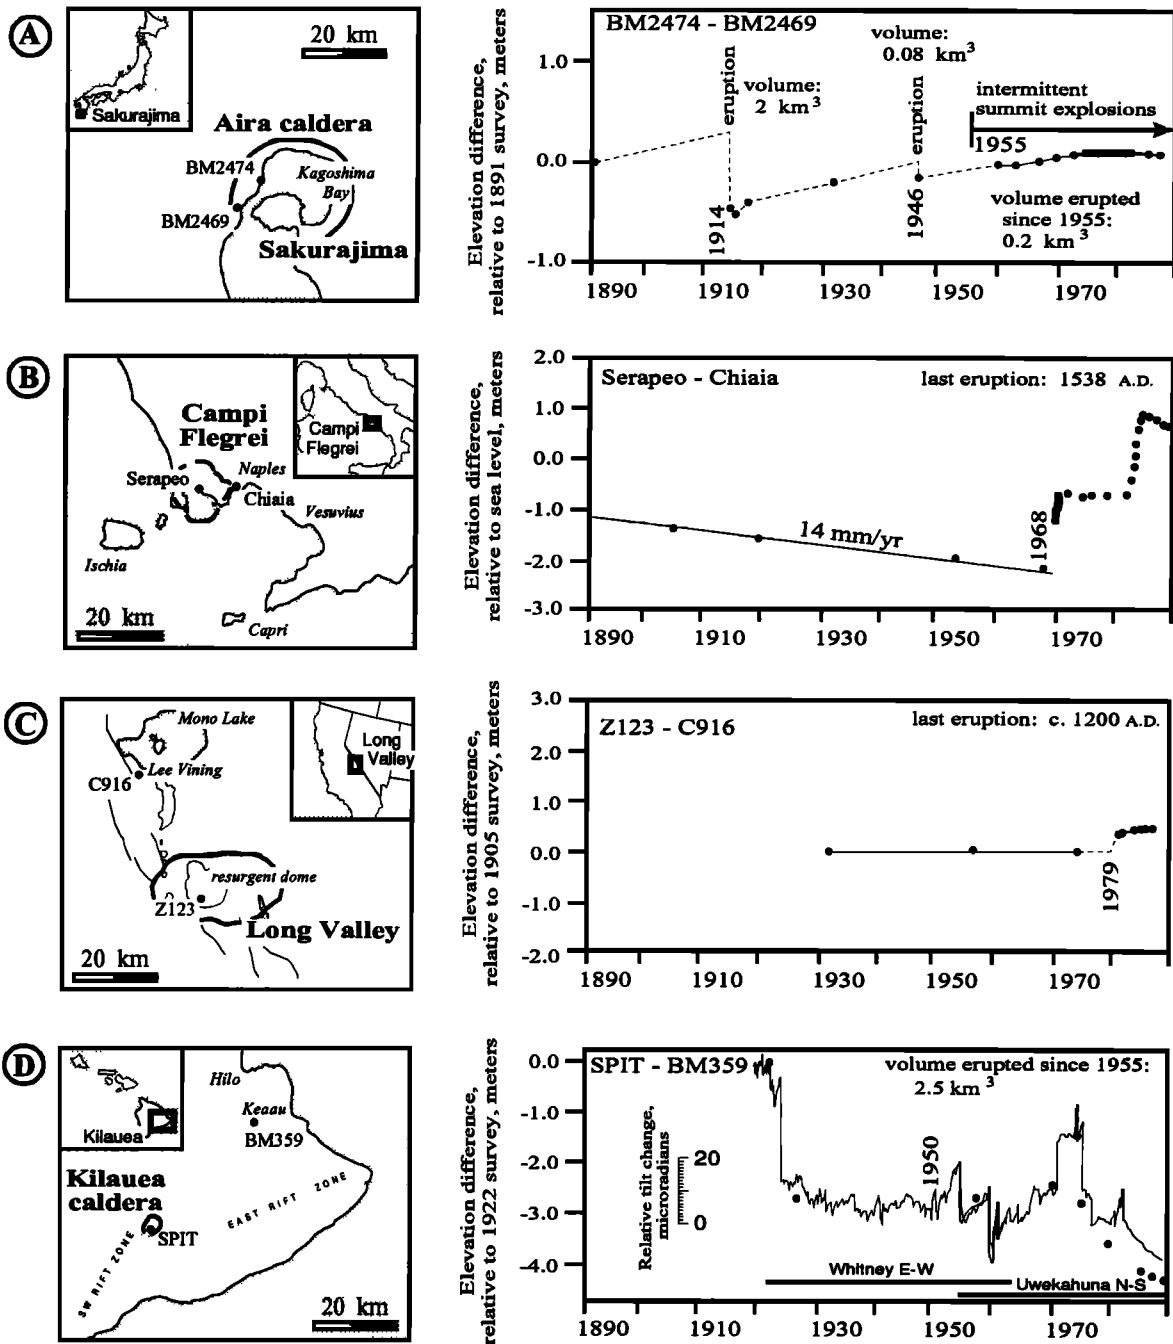 A
20 km
Sakurajima
Aira caldera
BM2474
Kagoshima
Bay
BM2469
Sakurajima
Elevation difference,
relative to 1891 survey, meters
BM2474 - BM2469
volume:
0.08 km3
eruption
volume:
2 km3
eruption
intermittent
summit explosions
1955
1.0
0.0
-1.0
1914
1946
volume erupted
since 1955:
0.2 km3
1890
1910
1930
1950
1970
B
Campi
Flegrei
Campi
Flegrei
Serapeo
Naples
Chiaia
Vesuvius
Ischia
20 km
Capri
Elevation difference,
relative to sea level, meters
2.0
1.0
0.0
-1.0
-2.0
-3.0
Serapeo - Chiaia
last eruption: 1538 A.D.
14 mm/yr
1968
1890
1910
1930
1950
1970
C
Mono Lake
Long
Valley
Lee Vining
C916
resurgent dome
Z123
Long Valley
20 km
Elevation difference,
relative to 1905 survey, meters
3.0
2.0
1.0
0.0
-1.0
-2.0
Z123 - C916
last eruption: c. 1200 A.D.
1979
1890
1910
1930
1950
1970
D
Hilo
Keaau
BM359
Kilauea
Kilauea
caldera
EAST RIFT ZONE
SPIT
SW RIFT ZONE
20 km
Elevation difference,
relative to 1922 survey, meters
0.0
-1.0
-2.0
-3.0
-4.0
SPIT - BM359
volume erupted since 1955:
2.5 km3
Relative tilt change,
microradians
20
0
1950
Whitney E-W
Uwekahuna N-S
1890
1910
1930
1950
1970